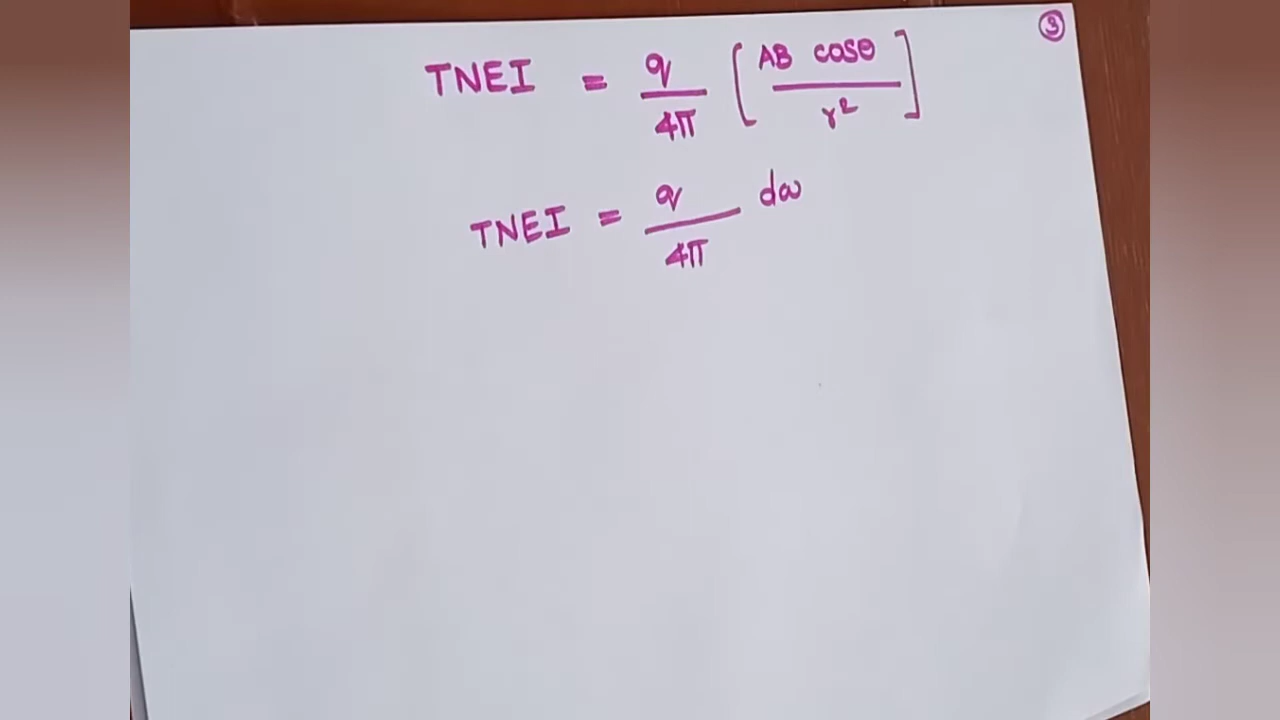 ③
TNEI = q/4π [AB cosθ / r²]
TNEI = q/4π dω